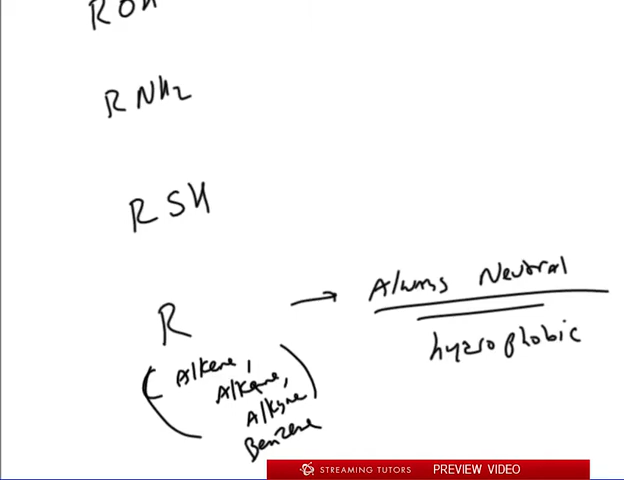 ROH
RNH2
RSH
R → Always Neutral
hydrophobic
(Alkene,
Alkane,
Alkyne
Benzene)
STREAMING TUTORS PREVIEW VIDEO